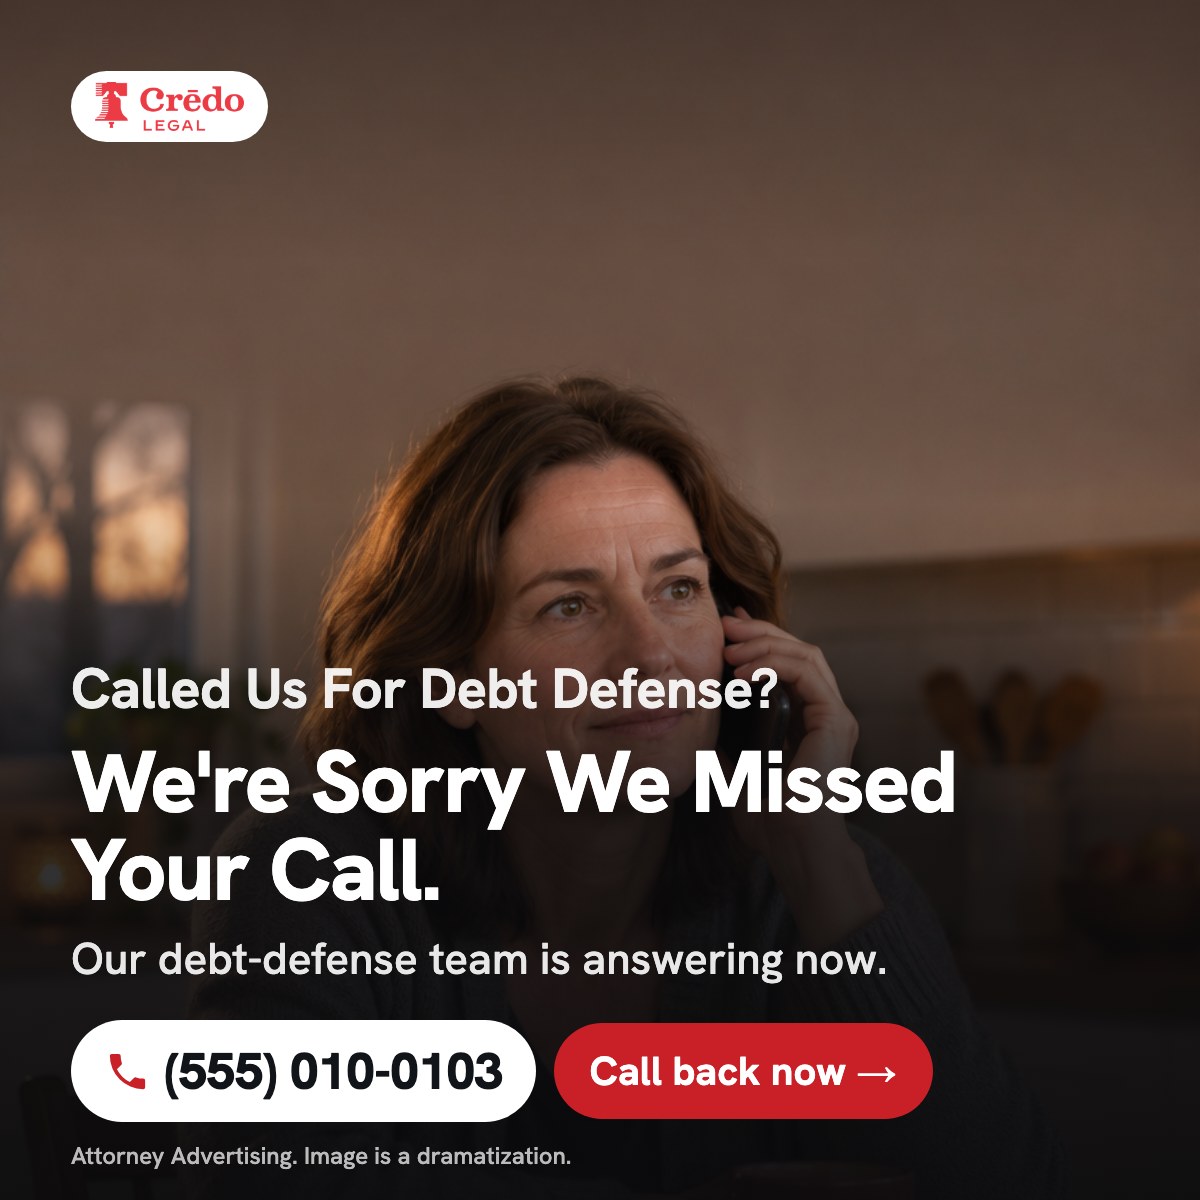 Crēdo
LEGAL
Called Us For Debt Defense?
We're Sorry We Missed
Your Call.
Our debt-defense team is answering now.
(555) 010-0103
Call back now →
Attorney Advertising. Image is a dramatization.